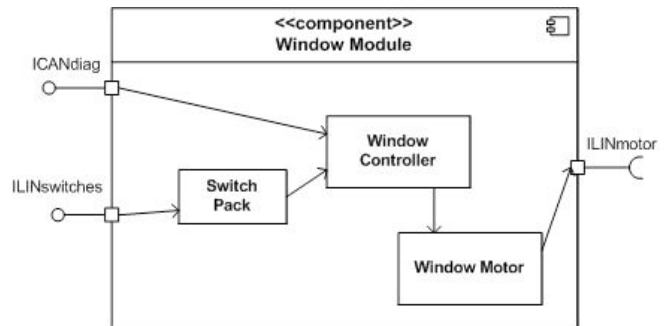 <<component>>
Window Module
ICANdiag
Window
Controller
ILINmotor
ILINswitches
Switch
Pack
Window Motor